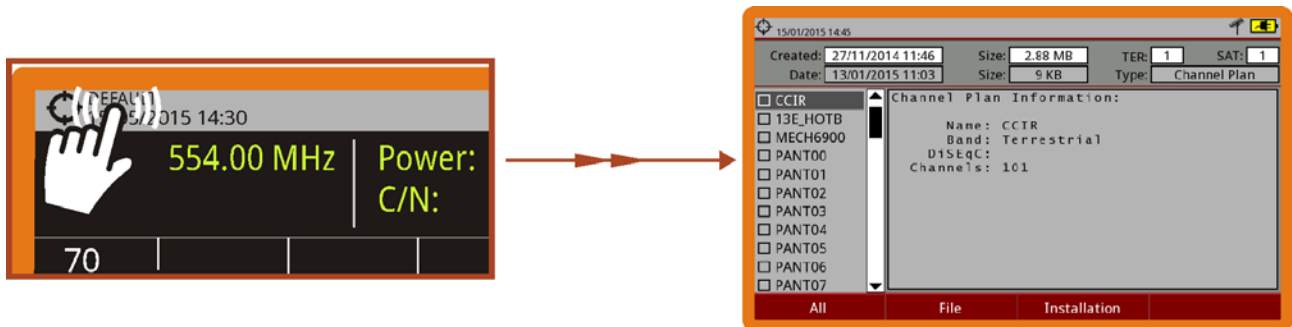 DEFAULT
05/2015 14:30
554.00 MHz
Power:
C/N:
70
15/01/2015 14:45
Created: 27/11/2014 11:46 Size: 2.88 MB TER: 1 SAT: 1
Date: 13/01/2015 11:03 Size: 9 KB Type: Channel Plan
CCIR
13E_HOTB
MECH6900
PANT00
PANT01
PANT02
PANT03
PANT04
PANT05
PANT06
PANT07
Channel Plan Information:
Name: CCIR
Band: Terrestrial
DiSEqC:
Channels: 101
All File Installation